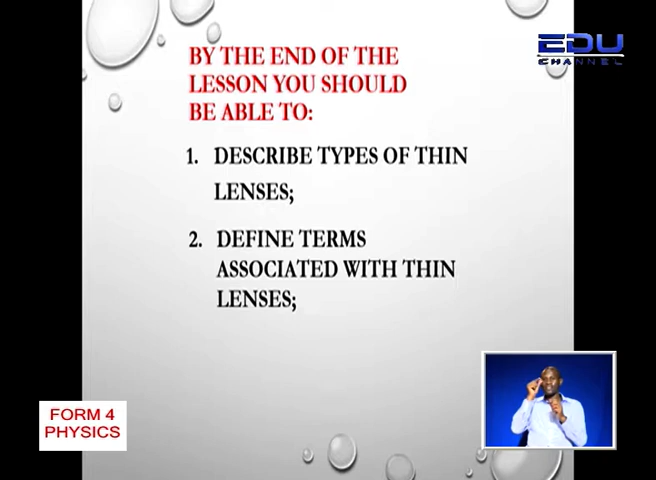 EDU
CHANNEL
BY THE END OF THE
LESSON YOU SHOULD
BE ABLE TO:
1. DESCRIBE TYPES OF THIN
LENSES;
2. DEFINE TERMS
ASSOCIATED WITH THIN
LENSES;
FORM 4
PHYSICS